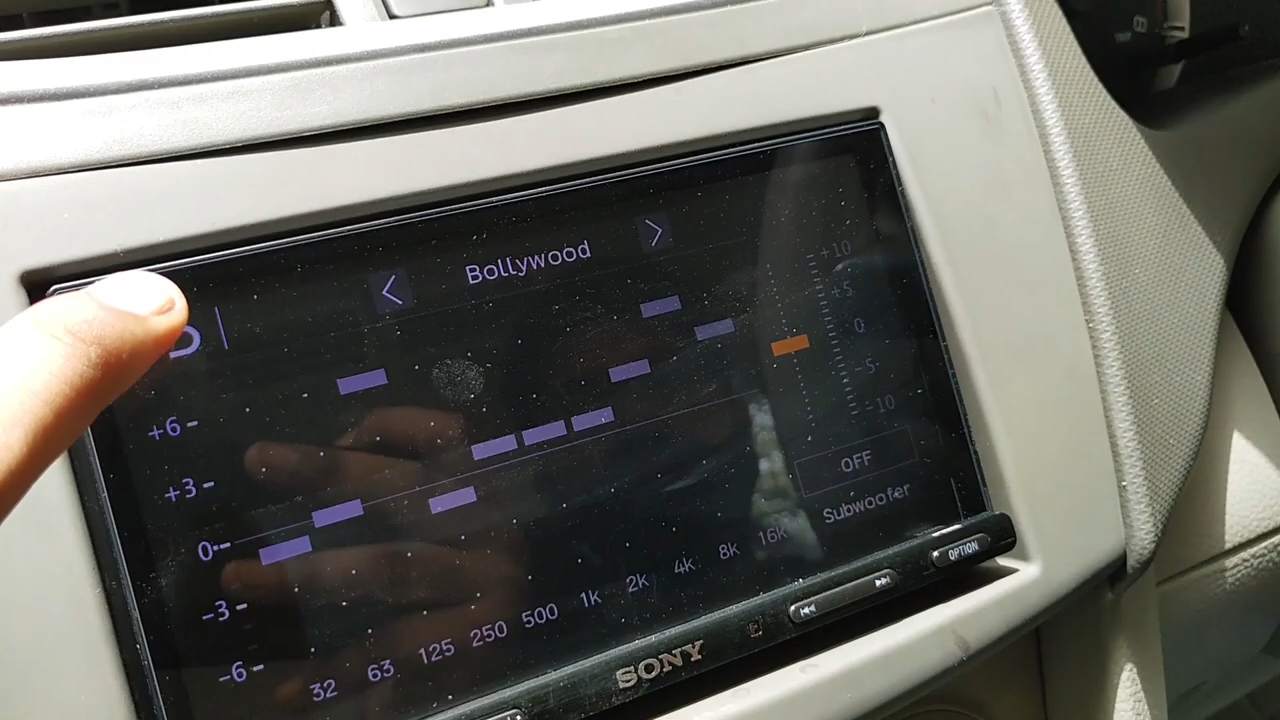 < Bollywood >
+10
+5
0
-5
-10
+6
+3
0
-3
-6
32 63 125 250 500 1k 2k 4k 8k 16k
OFF
Subwoofer
OPTION
SONY